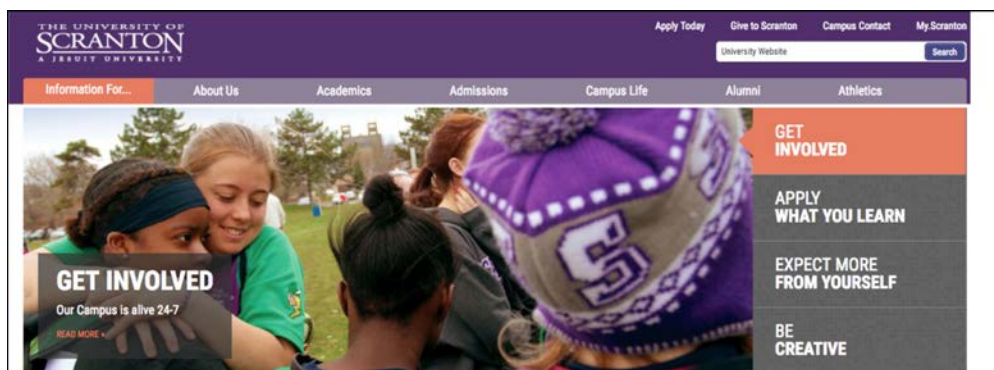 THE UNIVERSITY OF
SCRANTON
A JESUIT UNIVERSITY
Apply Today Give to Scranton Campus Contact My.Scranton
University Website Search
Information For... About Us Academics Admissions Campus Life Alumni Athletics
GET INVOLVED
Our Campus is alive 24-7
READ MORE »
S
GET
INVOLVED
APPLY
WHAT YOU LEARN
EXPECT MORE
FROM YOURSELF
BE
CREATIVE